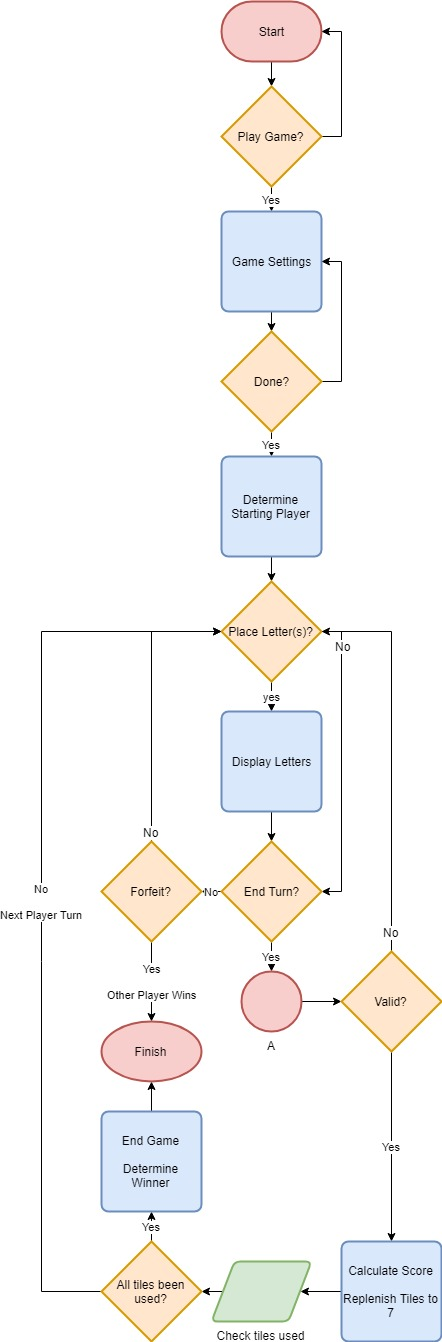 Start
Play Game?
Yes
Game Settings
Done?
Yes
Determine
Starting Player
Place Letter(s)?
No
yes
Display Letters
No
Forfeit?
No
End Turn?
No
Next Player Turn
Yes
Yes
No
Other Player Wins
Valid?
A
Finish
End Game
Determine
Winner
Yes
Yes
All tiles been
used?
Calculate Score
Replenish Tiles to
7
Check tiles used